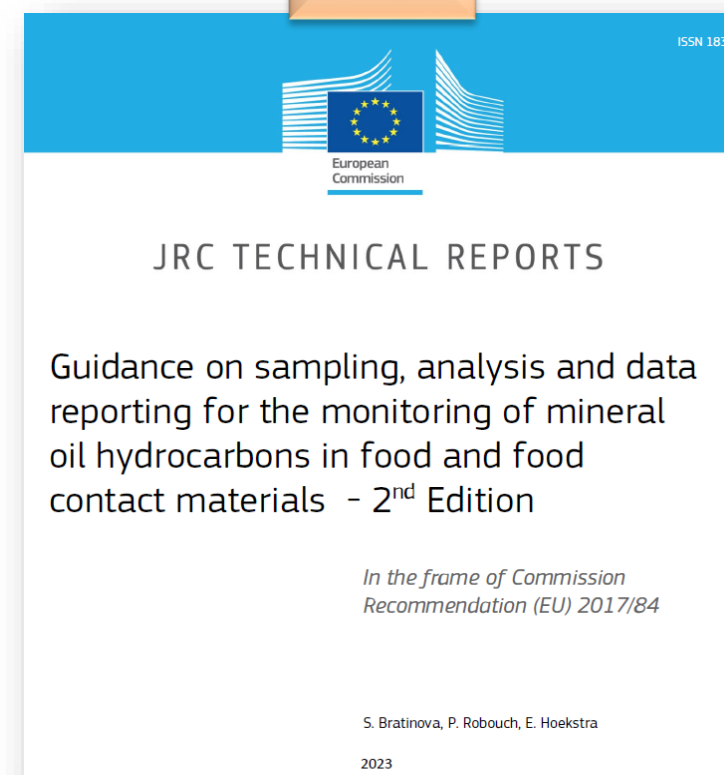 ISSN 183
European
Commission
JRC TECHNICAL REPORTS
Guidance on sampling, analysis and data
reporting for the monitoring of mineral
oil hydrocarbons in food and food
contact materials - 2nd Edition
In the frame of Commission
Recommendation (EU) 2017/84
S. Bratinova, P. Robouch, E. Hoekstra
2023